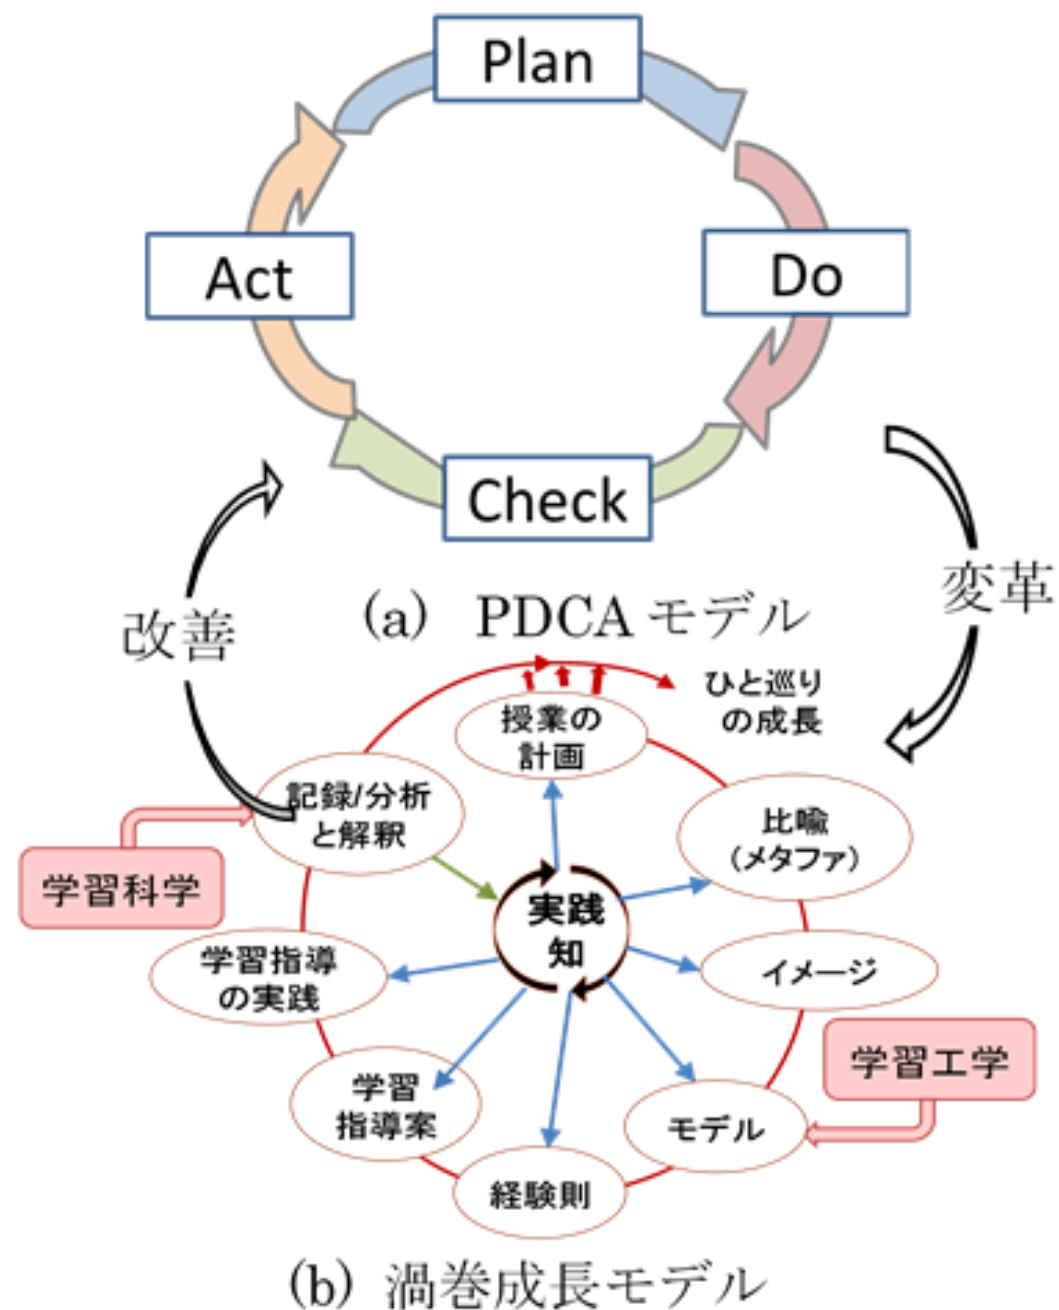 Plan
Act
Do
Check
(a) PDCA モデル
改善
変革
ひと巡り
の成長
授業の
計画
記録/分析
と解釈
比喩
(メタファ)
学習科学
実践
知
学習指導
の実践
イメージ
学習工学
学習
指導案
モデル
経験則
(b) 渦巻成長モデル